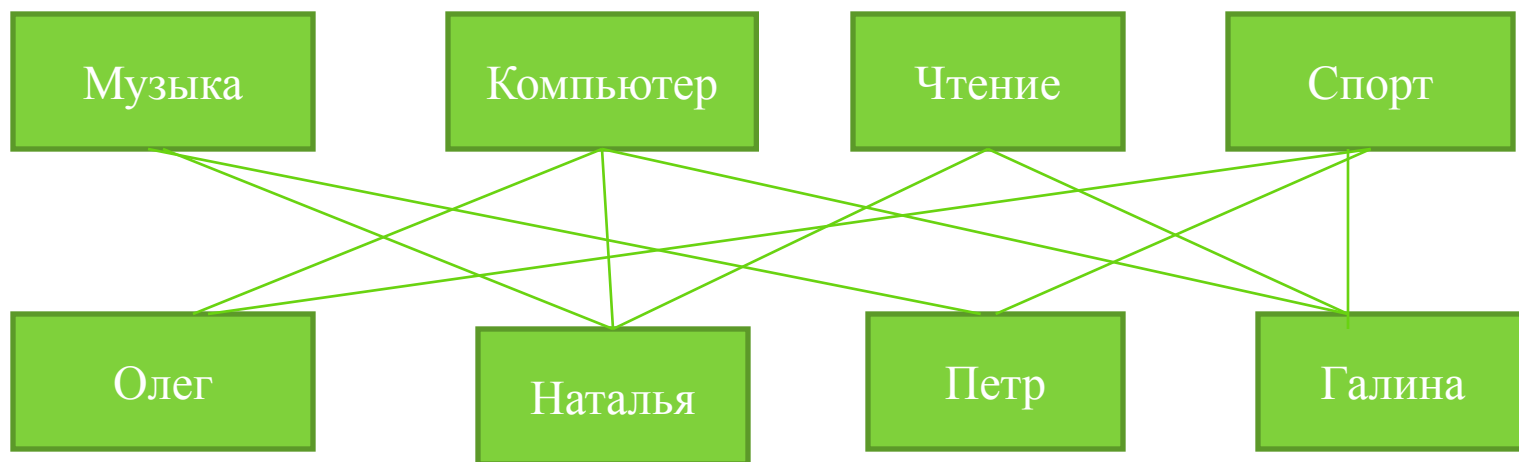 Музыка
Компьютер
Чтение
Спорт
Олег
Наталья
Петр
Галина